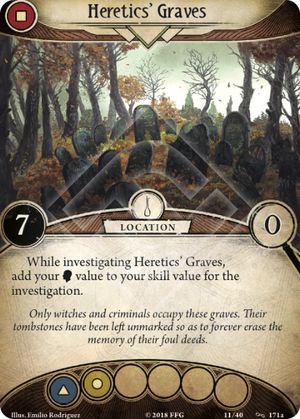 Heretics' Graves
7
LOCATION
0
While investigating Heretics' Graves,
add your value to your skill value for the
investigation.
Only witches and criminals occupy these graves. Their
tombstones have been left unmarked so as to forever erase the
memory of their foul deeds.
Illus. Emilio Rodriguez © 2018 FFG 11/40 171a